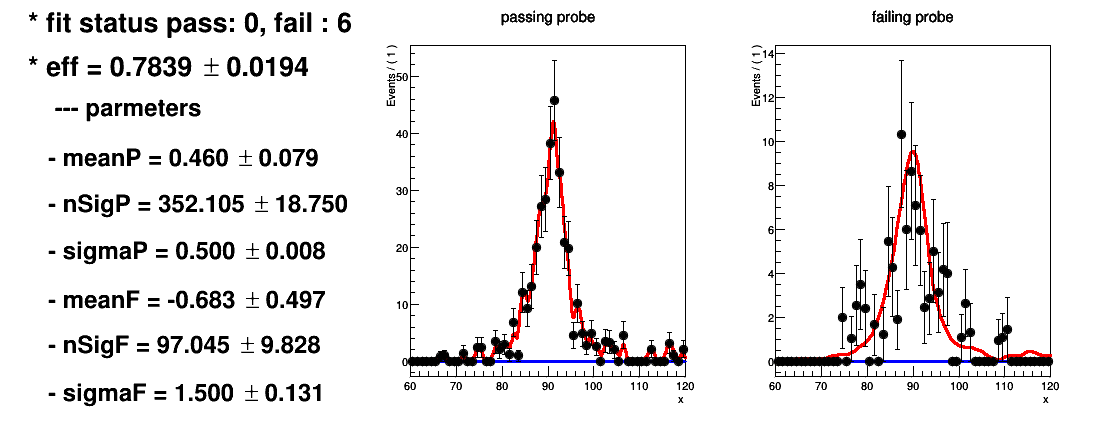 * fit status pass: 0, fail : 6
* eff = 0.7839 ± 0.0194
--- parmeters
- meanP = 0.460 ± 0.079
- nSigP = 352.105 ± 18.750
- sigmaP = 0.500 ± 0.008
- meanF = -0.683 ± 0.497
- nSigF = 97.045 ± 9.828
- sigmaF = 1.500 ± 0.131
passing probe
Events / ( 1 )
50
40
30
20
10
0
60 70 80 90 100 110 120
x
failing probe
Events / ( 1 )
14
12
10
8
6
4
2
0
60 70 80 90 100 110 120
x